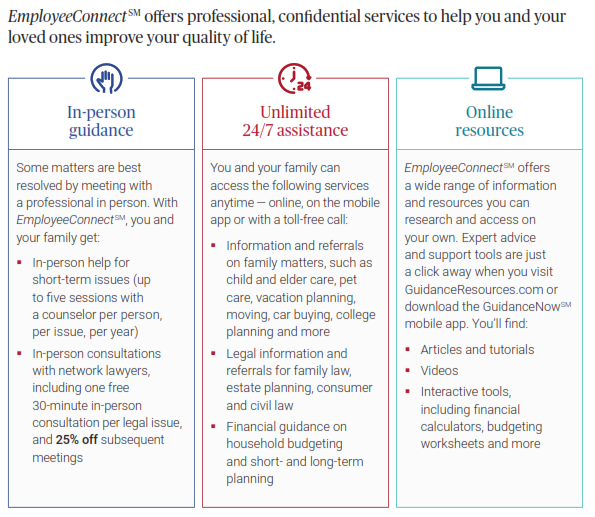 EmployeeConnect℠ offers professional, confidential services to help you and your
loved ones improve your quality of life.
In-person
guidance
Some matters are best
resolved by meeting with
a professional in person. With
EmployeeConnect℠, you and
your family get:
▪ In-person help for
short-term issues (up
to five sessions with
a counselor per person,
per issue, per year)
▪ In-person consultations
with network lawyers,
including one free
30-minute in-person
consultation per legal issue,
and 25% off subsequent
meetings
24
Unlimited
24/7 assistance
You and your family can
access the following services
anytime — online, on the mobile
app or with a toll-free call:
▪ Information and referrals
on family matters, such as
child and elder care, pet
care, vacation planning,
moving, car buying, college
planning and more
▪ Legal information and
referrals for family law,
estate planning, consumer
and civil law
▪ Financial guidance on
household budgeting
and short- and long-term
planning
Online
resources
EmployeeConnect℠ offers
a wide range of information
and resources you can
research and access on
your own. Expert advice
and support tools are just
a click away when you visit
GuidanceResources.com or
download the GuidanceNow℠
mobile app. You’ll find:
▪ Articles and tutorials
▪ Videos
▪ Interactive tools,
including financial
calculators, budgeting
worksheets and more